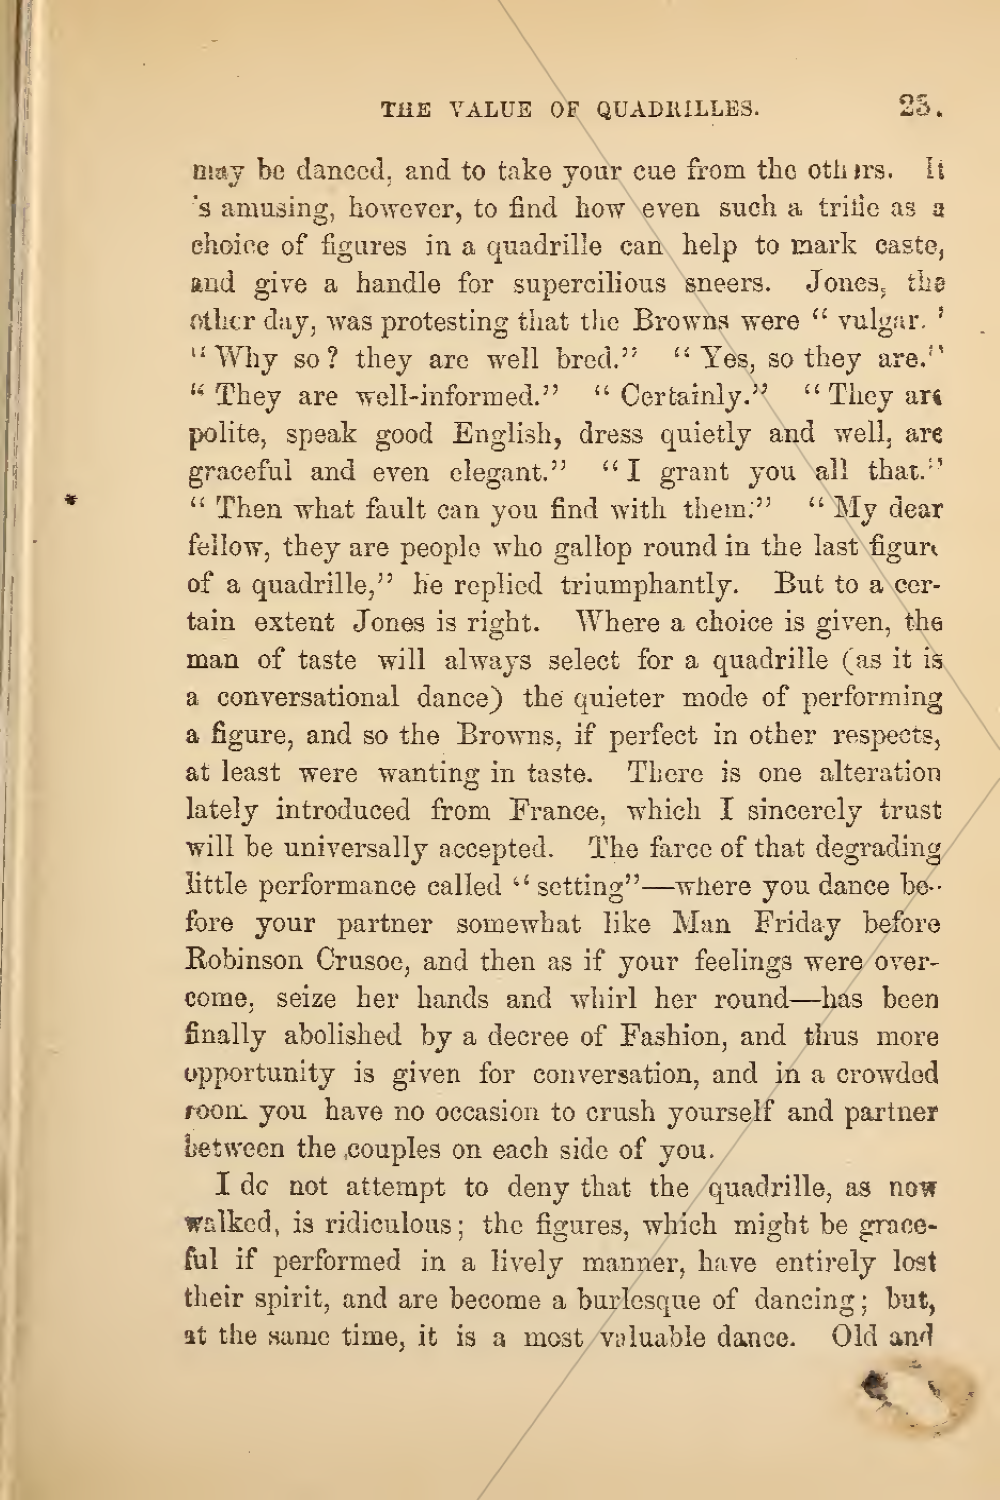 THE VALUE OF QUADRILLES. 25.
may be danced, and to take your cue from the others. It
's amusing, however, to find how even such a trifle as a
choice of figures in a quadrille can help to mark caste,
and give a handle for supercilious sneers. Jones, the
other day, was protesting that the Browns were “ vulgar. ’
“ Why so ? they are well bred.” “ Yes, so they are.”
“ They are well-informed.” “ Certainly.” “ They are
polite, speak good English, dress quietly and well, are
graceful and even elegant.” “ I grant you all that.”
“ Then what fault can you find with them?” “ My dear
fellow, they are people who gallop round in the last figure
of a quadrille,” he replied triumphantly. But to a cer-
tain extent Jones is right. Where a choice is given, the
man of taste will always select for a quadrille (as it is
a conversational dance) the quieter mode of performing
a figure, and so the Browns, if perfect in other respects,
at least were wanting in taste. There is one alteration
lately introduced from France, which I sincerely trust
will be universally accepted. The farce of that degrading
little performance called “ setting”—where you dance be-
fore your partner somewhat like Man Friday before
Robinson Crusoe, and then as if your feelings were over-
come, seize her hands and whirl her round—has been
finally abolished by a decree of Fashion, and thus more
opportunity is given for conversation, and in a crowded
room you have no occasion to crush yourself and partner
between the couples on each side of you.
I do not attempt to deny that the quadrille, as now
walked, is ridiculous ; the figures, which might be grace-
ful if performed in a lively manner, have entirely lost
their spirit, and are become a burlesque of dancing ; but,
at the same time, it is a most valuable dance. Old and